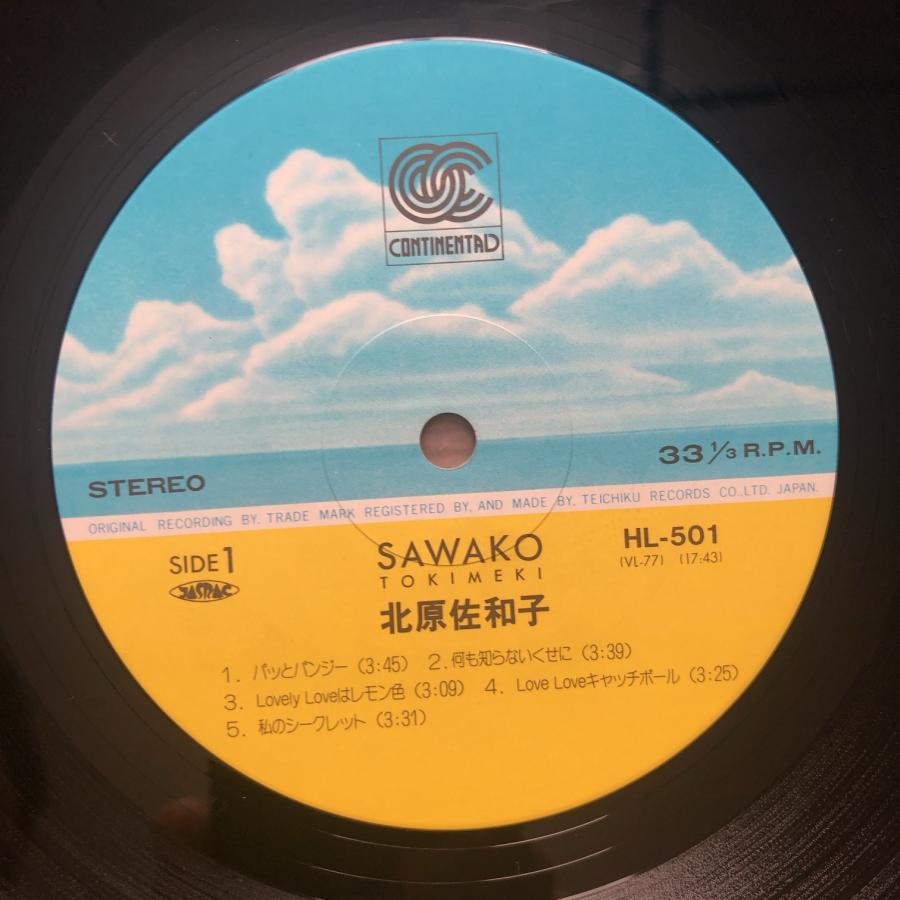 CONTINENTAL
STEREO
33 1/3 R.P.M.
ORIGINAL RECORDING BY. TRADE MARK REGISTERED BY. AND MADE BY. TEICHIKU RECORDS CO.,LTD. JAPAN.
SIDE 1
JASRAC
SAWAKO
TOKIMEKI
北原佐和子
HL-501
(VL-77) (17:43)
1. パッとパンジー (3:45) 2. 何も知らないくせに (3:39)
3. Lovely Loveはレモン色 (3:09) 4. Love Loveキャッチボール (3:25)
5. 私のシークレット (3:31)